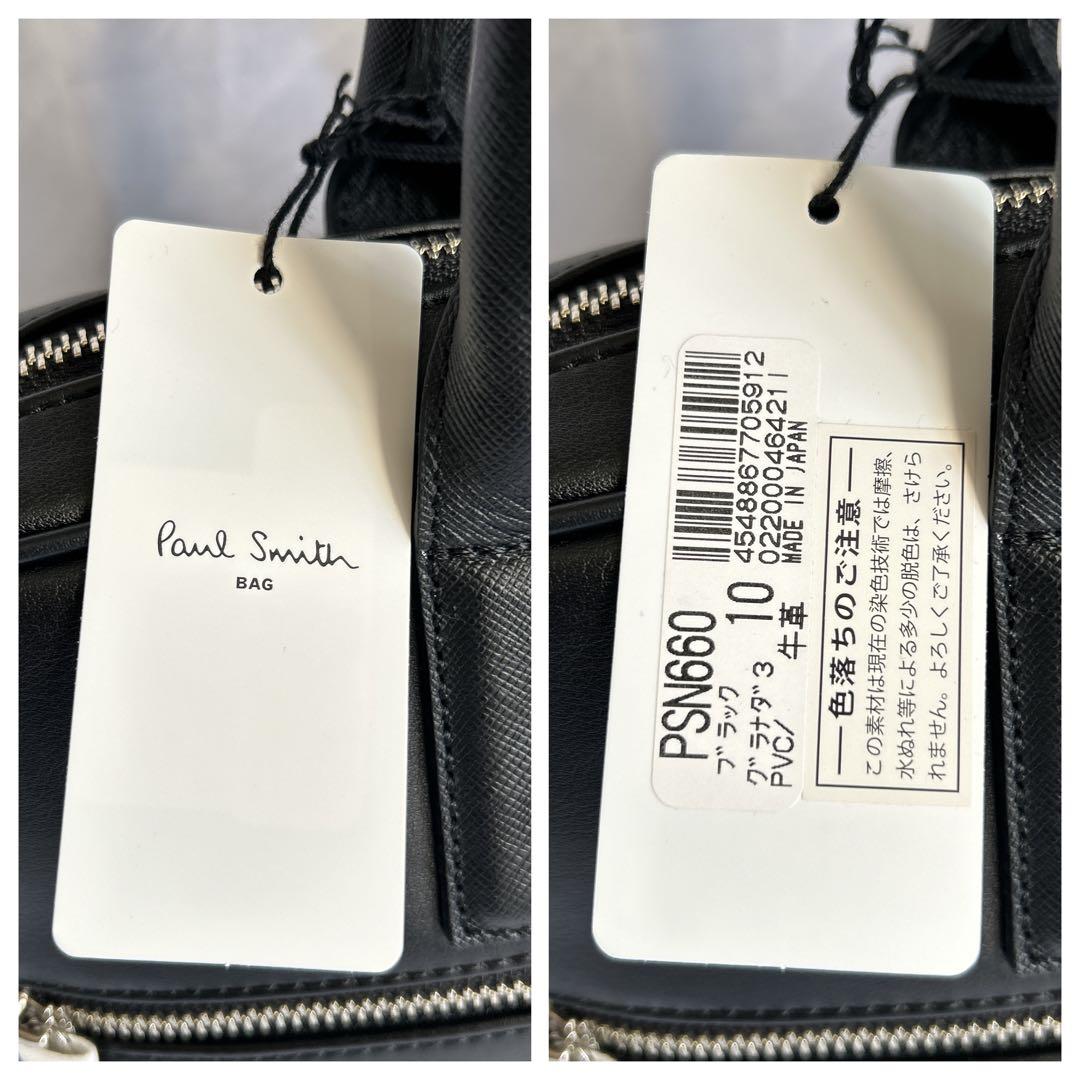 Paul Smith
BAG
4548867705912
0220000464211
MADE IN JAPAN
PSN660
ブラック 10
グラナダ3
PVC/ 牛革
色落ちのご注意
この素材は現在の染色技術では摩擦、
水ぬれ等による多少の脱色は、さけら
れません。よろしくご了承ください。